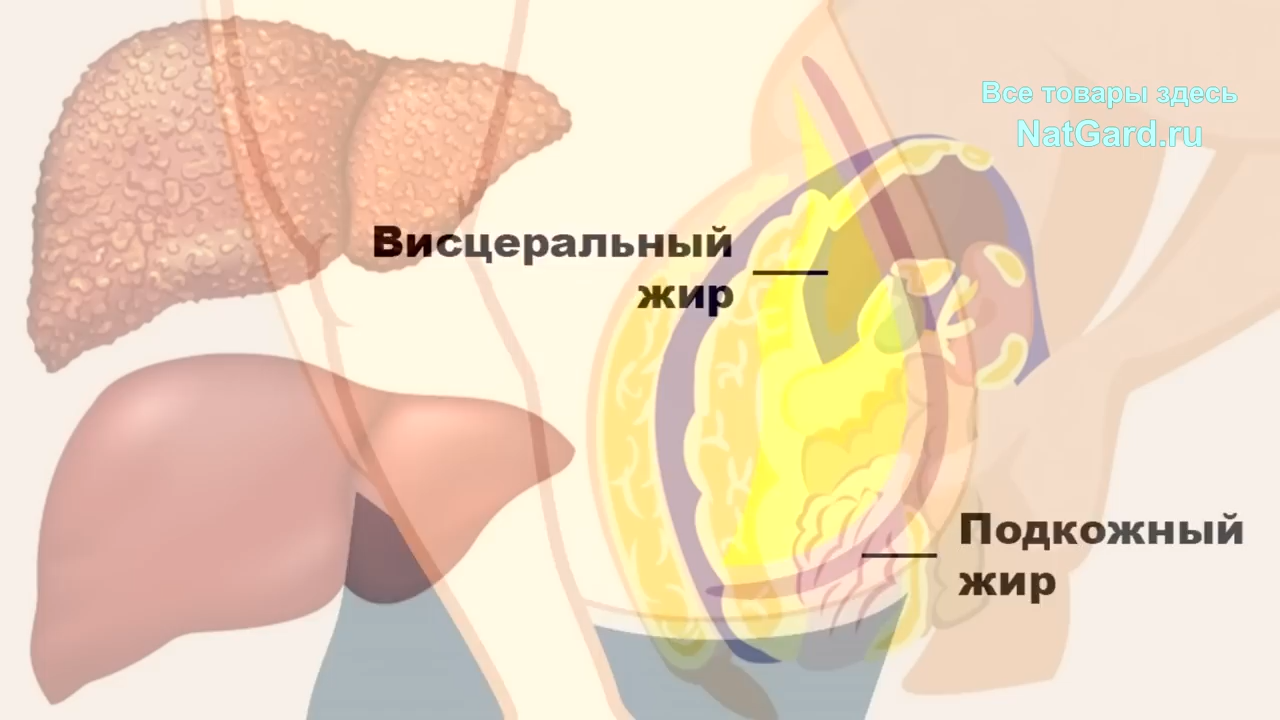 Все товары здесь
NatGard.ru
Висцеральный
жир
Подкожный
жир